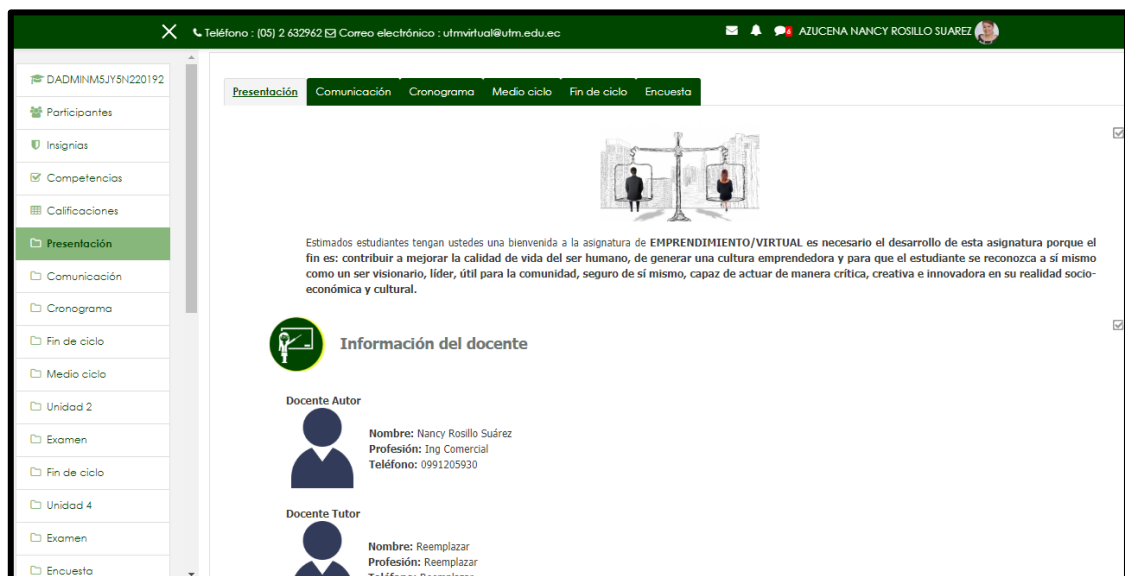 Teléfono : (05) 2 632962 Correo electrónico : utmvirtual@utm.edu.ec
6 AZUCENA NANCY ROSILLO SUAREZ
DADMINM5JY5N220192
Participantes
Insignias
Competencias
Calificaciones
Presentación
Comunicación
Cronograma
Fin de ciclo
Medio ciclo
Unidad 2
Examen
Fin de ciclo
Unidad 4
Examen
Encuesta
Presentación Comunicación Cronograma Medio ciclo Fin de ciclo Encuesta
Estimados estudiantes tengan ustedes una bienvenida a la asignatura de EMPRENDIMIENTO/VIRTUAL es necesario el desarrollo de esta asignatura porque el
fin es: contribuir a mejorar la calidad de vida del ser humano, de generar una cultura emprendedora y para que el estudiante se reconozca a sí mismo
como un ser visionario, líder, útil para la comunidad, seguro de sí mismo, capaz de actuar de manera crítica, creativa e innovadora en su realidad socio-
económica y cultural.
Información del docente
Docente Autor
Nombre: Nancy Rosillo Suárez
Profesión: Ing Comercial
Teléfono: 0991205930
Docente Tutor
Nombre: Reemplazar
Profesión: Reemplazar
Teléfono: Reemplazar